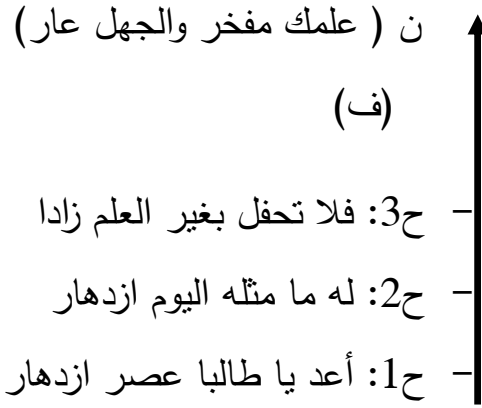 ن ( علمك مفخر والجهل عار)
(ف)
– ح3: فلا تحفل بغير العلم زادا
– ح2: له ما مثله اليوم ازدهار
– ح1: أعد يا طالبا عصر ازدهار